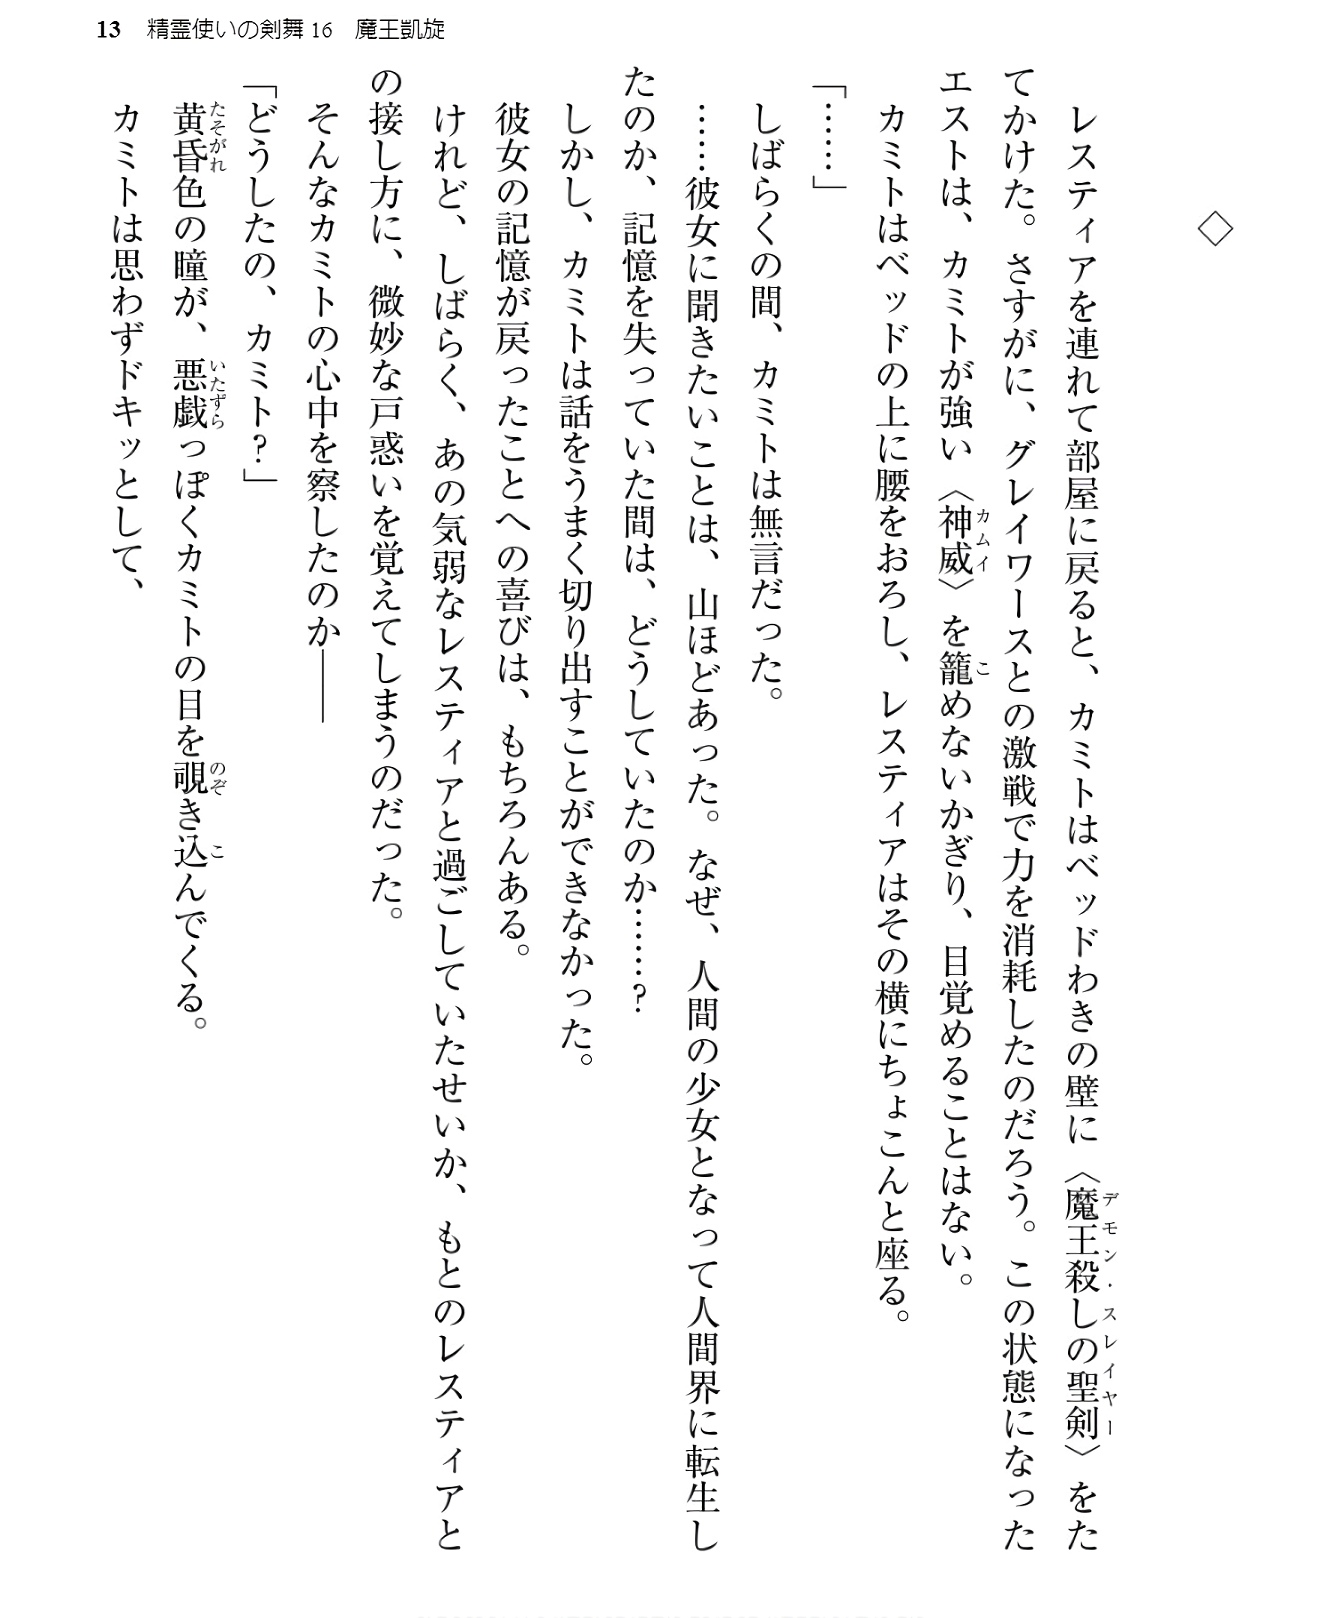 13 精霊使いの剣舞16 魔王凱旋
◇
レスティアを連れて部屋に戻ると、カミトはベッドわきの壁に〈魔王殺しの聖剣〉をた
デモン・スレイヤー
てかけた。さすがに、グレイワースとの激戦で力を消耗したのだろう。この状態になった
エストは、カミトが強い〈神威〉を籠めないかぎり、目覚めることはない。
カムイ
こ
カミトはベッドの上に腰をおろし、レスティアはその横にちょこんと座る。
「……」
しばらくの間、カミトは無言だった。
……彼女に聞きたいことは、山ほどあった。なぜ、人間の少女となって人間界に転生し
たのか、記憶を失っていた間は、どうしていたのか……?
しかし、カミトは話をうまく切り出すことができなかった。
彼女の記憶が戻ったことへの喜びは、もちろんある。
けれど、しばらく、あの気弱なレスティアと過ごしていたせいか、もとのレスティアと
の接し方に、微妙な戸惑いを覚えてしまうのだった。
そんなカミトの心中を察したのか――
「どうしたの、カミト?」
黄昏色の瞳が、悪戯っぽくカミトの目を覗き込んでくる。
たそがれ
いたずら
のぞ
こ
カミトは思わずドキッとして、